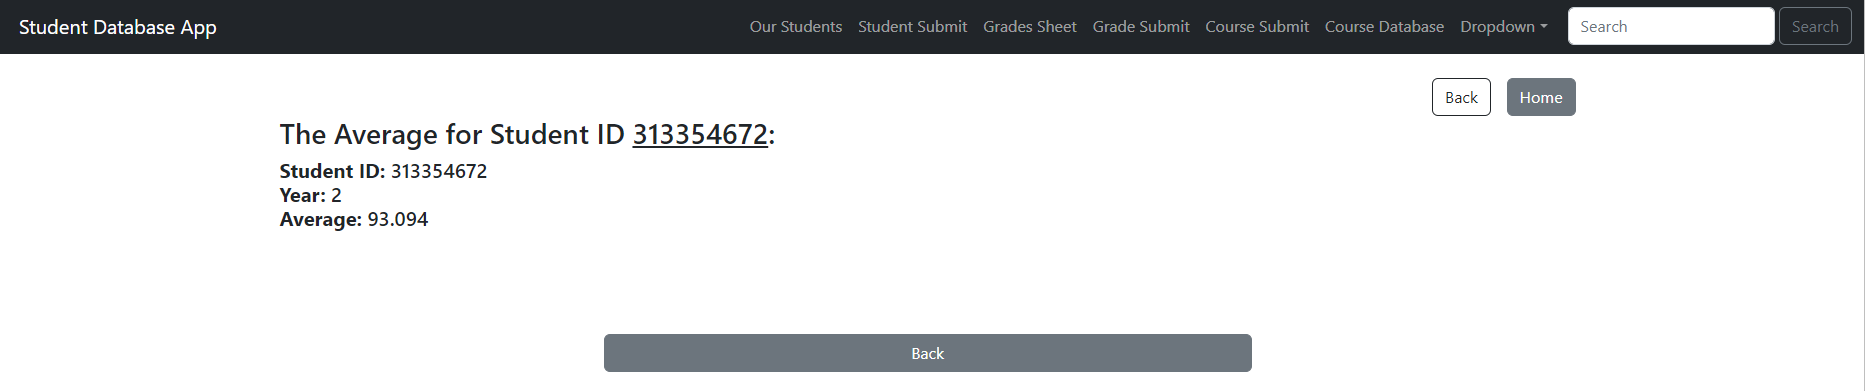 Student Database App Our Students Student Submit Grades Sheet Grade Submit Course Submit Course Database Dropdown Search Search
Back Home
The Average for Student ID 313354672:
Student ID: 313354672
Year: 2
Average: 93.094
Back